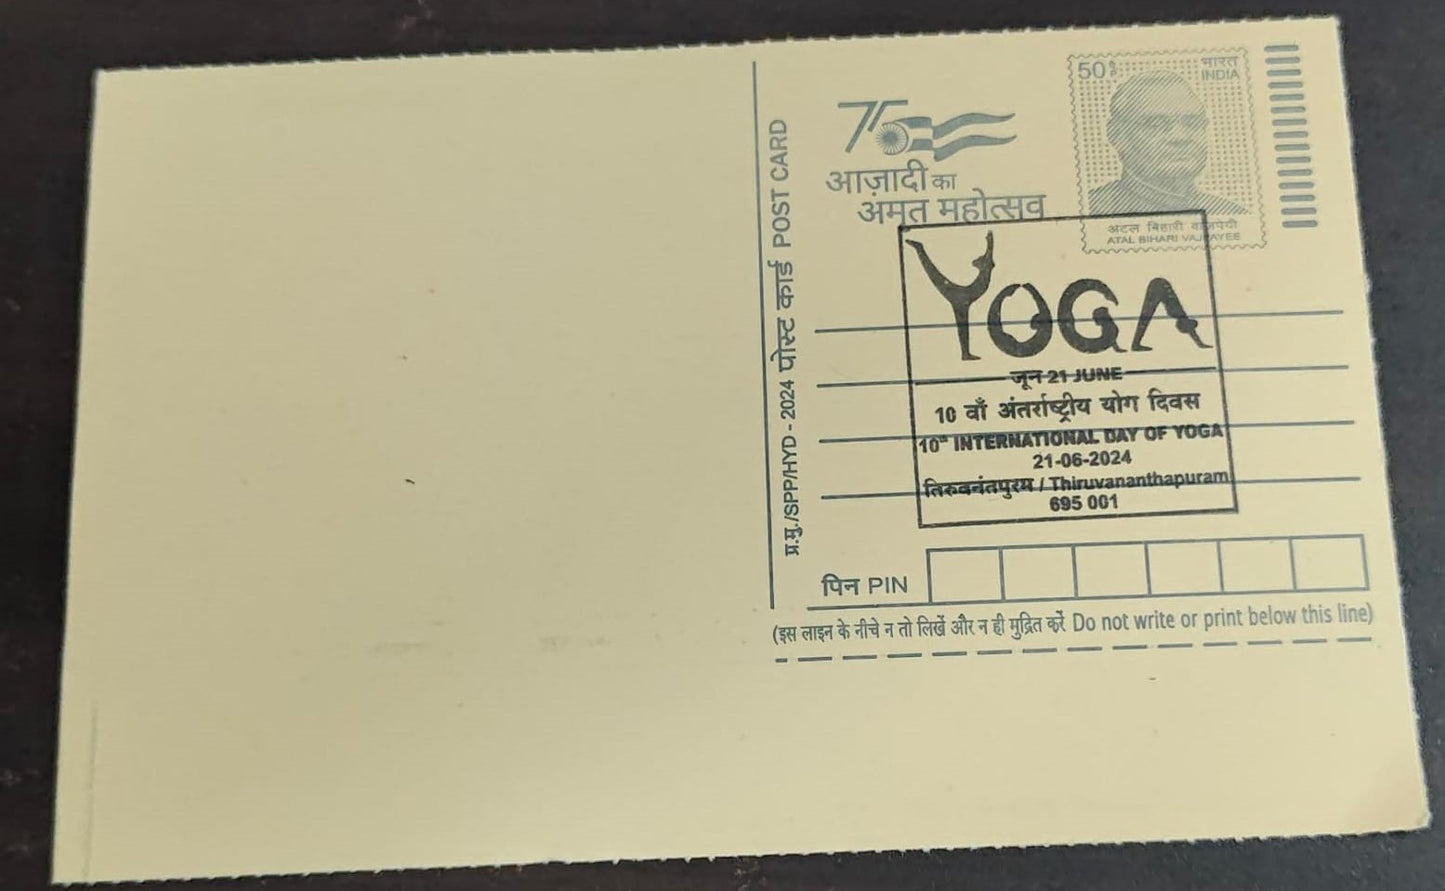 50 पै
भारत
INDIA
75
आज़ादी का
अमृत महोत्सव
अटल बिहारी वाजपेयी
ATAL BIHARI VAJPAYEE
प्र.मु./SPP/HYD - 2024 पोस्ट कार्ड POST CARD
YOGA
जून 21 JUNE
10 वाँ अंतर्राष्ट्रीय योग दिवस
10th INTERNATIONAL DAY OF YOGA
21-06-2024
तिरुवनंतपुरम / Thiruvananthapuram
695 001
पिन PIN
(इस लाइन के नीचे न तो लिखें और न ही मुद्रित करें Do not write or print below this line)